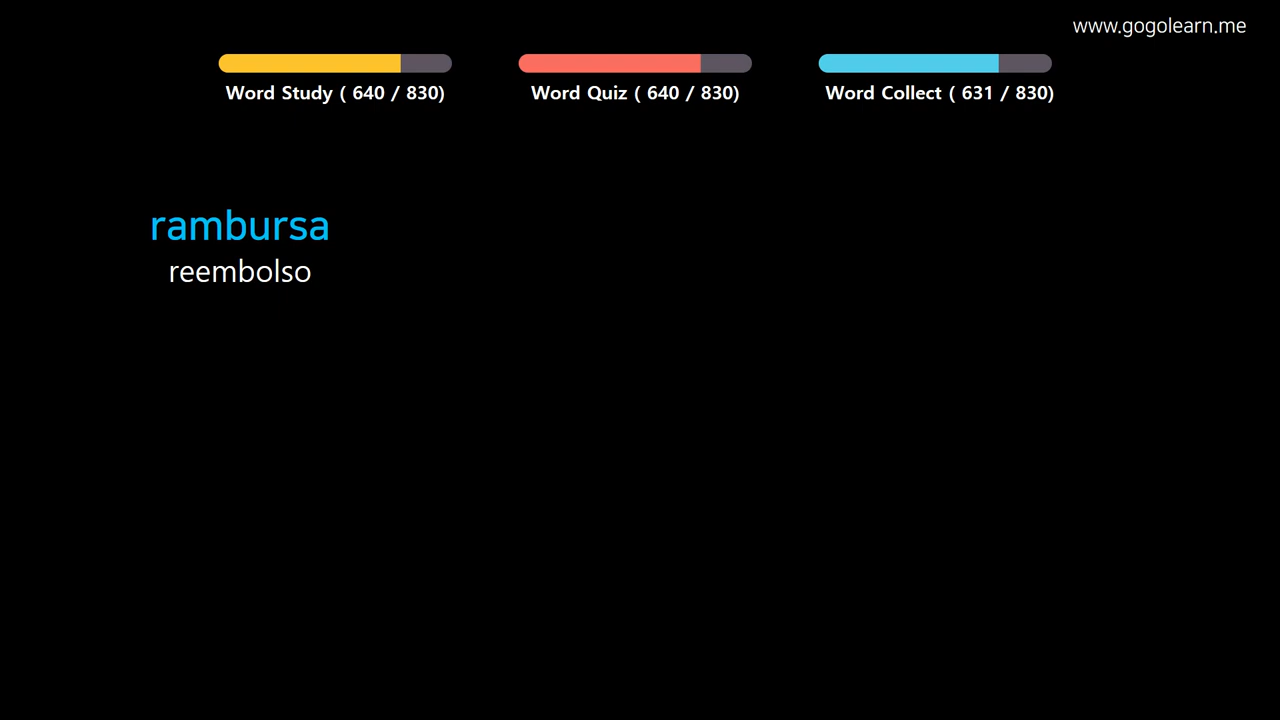 www.gogolearn.me
Word Study ( 640 / 830)
Word Quiz ( 640 / 830)
Word Collect ( 631 / 830)
rambursa
reembolso